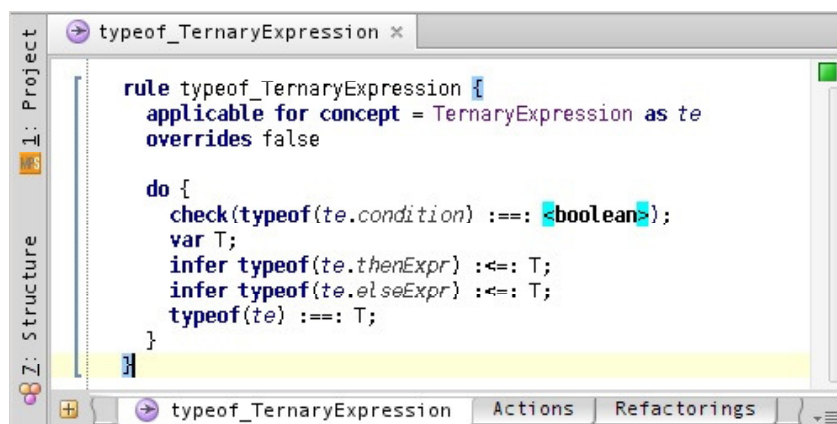 typeof_TernaryExpression ×
1: Project
MPS
Z: Structure
rule typeof_TernaryExpression {
applicable for concept = TernaryExpression as te
overrides false
do {
check(typeof(te.condition) :==: <boolean>);
var T;
infer typeof(te.thenExpr) :<=: T;
infer typeof(te.elseExpr) :<=: T;
typeof(te) :==: T;
}
}
typeof_TernaryExpression Actions Refactorings